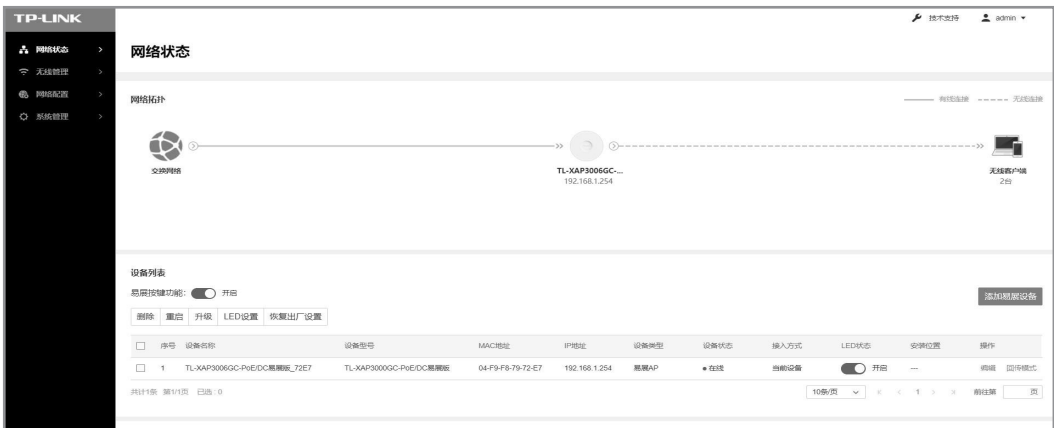 TP-LINK
技术支持 admin
网络状态
无线管理
网络配置
系统管理
网络状态
网络拓扑
有线连接 无线连接
交换网络
TL-XAP3006GC-...
192.168.1.254
无线客户端
2台
设备列表
易展按键功能: 开启
添加易展设备
删除 重启 升级 LED设置 恢复出厂设置
序号 设备名称 设备型号 MAC地址 IP地址 设备类型 设备状态 接入方式 LED状态 安装位置 操作
1 TL-XAP3006GC-PoE/DC易展版_72E7 TL-XAP3000GC-PoE/DC易展版 04-F9-F8-79-72-E7 192.168.1.254 易展AP 在线 当前设备 开启 --- 编辑 回传模式
共计1条 第1/1页 已选:0 10条/页 « < 1 > » 前往第 页